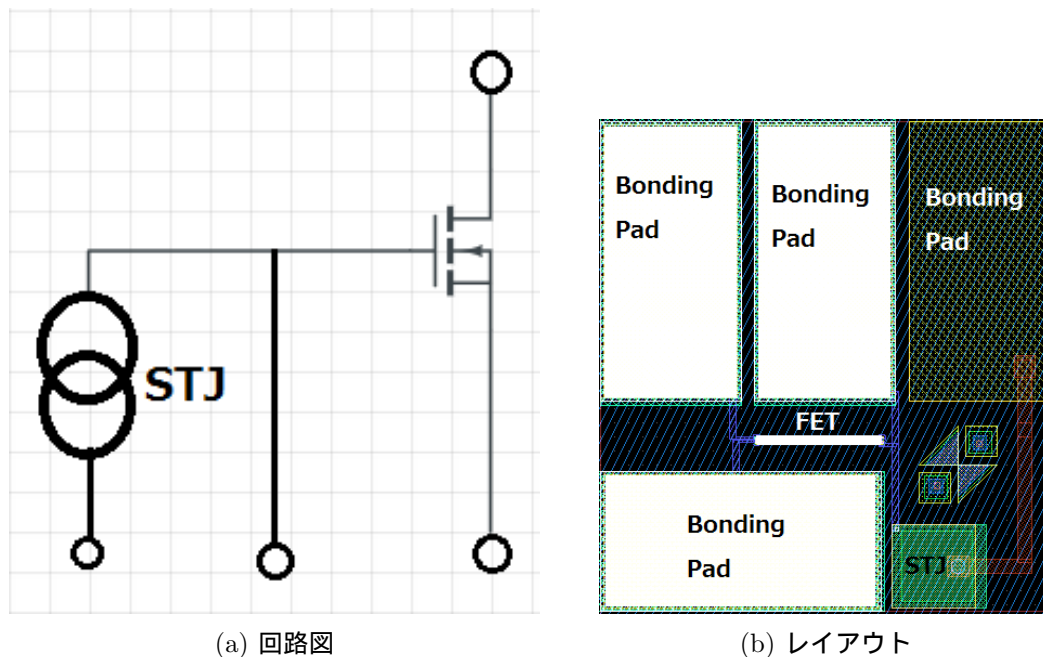 STJ
(a) 回路図
Bonding
Pad
Bonding
Pad
Bonding
Pad
FET
Bonding
Pad
STJ
(b) レイアウト